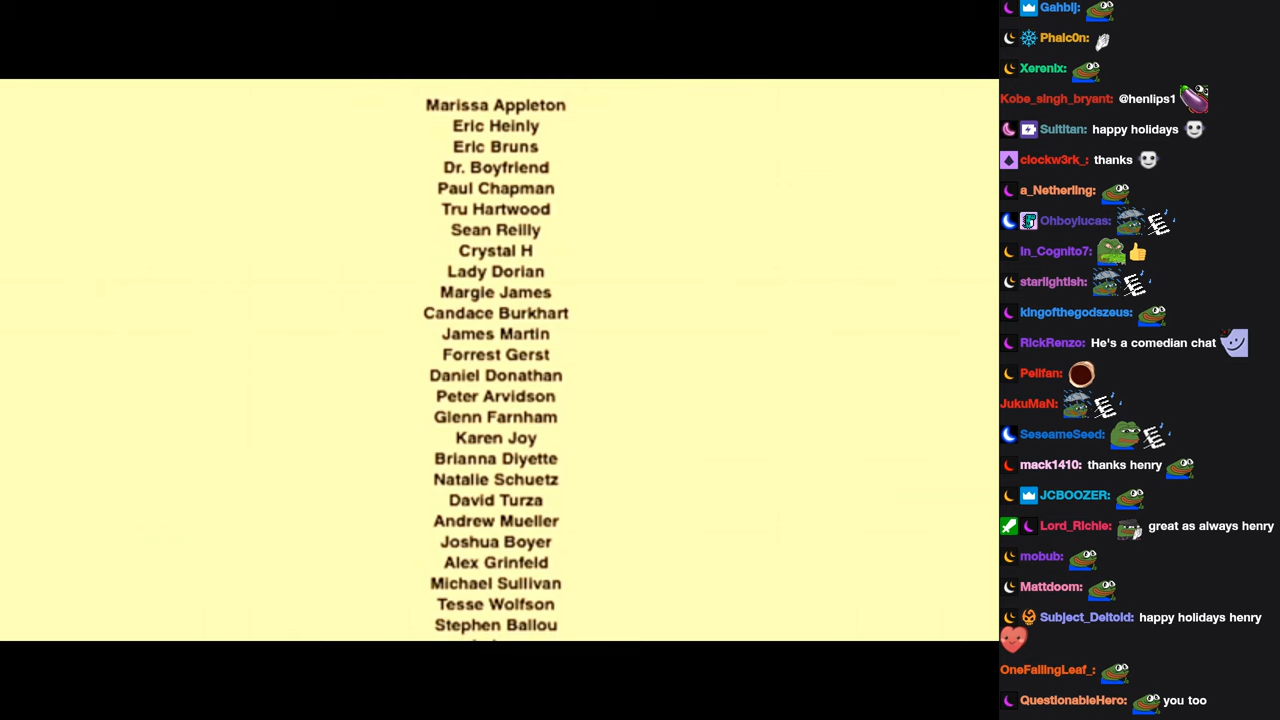 Marissa Appleton
Eric Heinly
Eric Bruns
Dr. Boyfriend
Paul Chapman
Tru Hartwood
Sean Reilly
Crystal H
Lady Dorian
Margie James
Candace Burkhart
James Martin
Forrest Gerst
Daniel Donathan
Peter Arvidson
Glenn Farnham
Karen Joy
Brianna Diyette
Natalie Schuetz
David Turza
Andrew Mueller
Joshua Boyer
Alex Grinfeld
Michael Sullivan
Tesse Wolfson
Stephen Ballou
Gahblj:
Phalc0n:
Xerenix:
Kobe_singh_bryant: @henlips1
Sultitan: happy holidays
clockw3rk_: thanks
a_Netherling:
Ohboylucas:
In_Cognito7:
starlightish:
kingofthegodszeus:
RickRenzo: He's a comedian chat
Pellfan:
JukuMaN:
SeseameSeed:
mack1410: thanks henry
JCBOOZER:
Lord_Richie: great as always henry
mobub:
Mattdoom:
Subject_Deltoid: happy holidays henry
OneFallingLeaf_:
QuestionableHero: you too